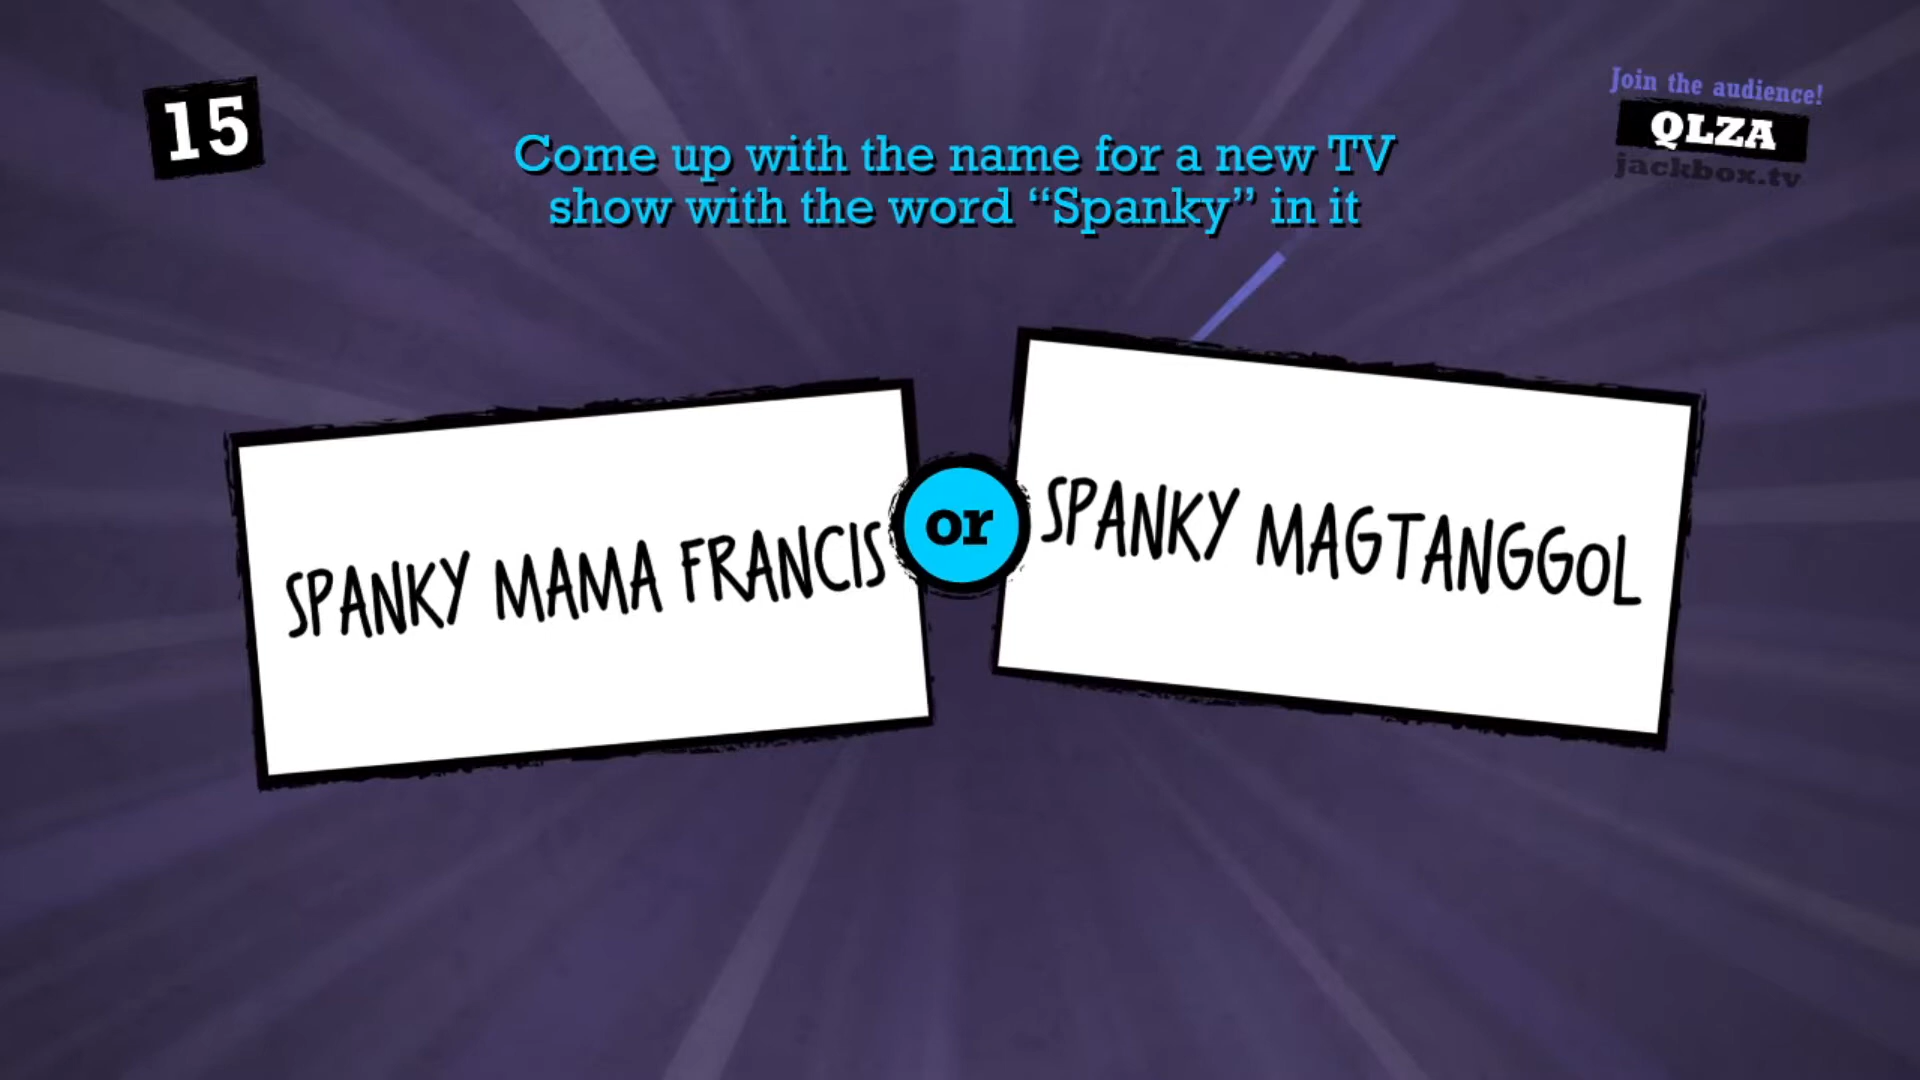 15
Join the audience!
QLZA
jackbox.tv
Come up with the name for a new TV
show with the word “Spanky” in it
SPANKY MAMA FRANCIS
or
SPANKY MAGTANGGOL